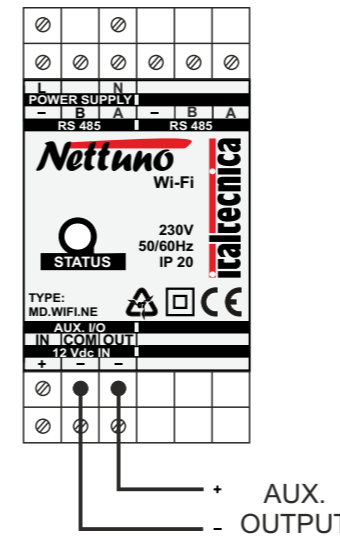 L N
POWER SUPPLY
– B A – B A
RS 485 RS 485
Nettuno
Wi-Fi
italtecnica
230V
50/60Hz
IP 20
STATUS
TYPE:
MD.WIFI.NE
CE
AUX. I/O
IN COM OUT
12 Vdc IN
+ – –
+ AUX.
– OUTPUT